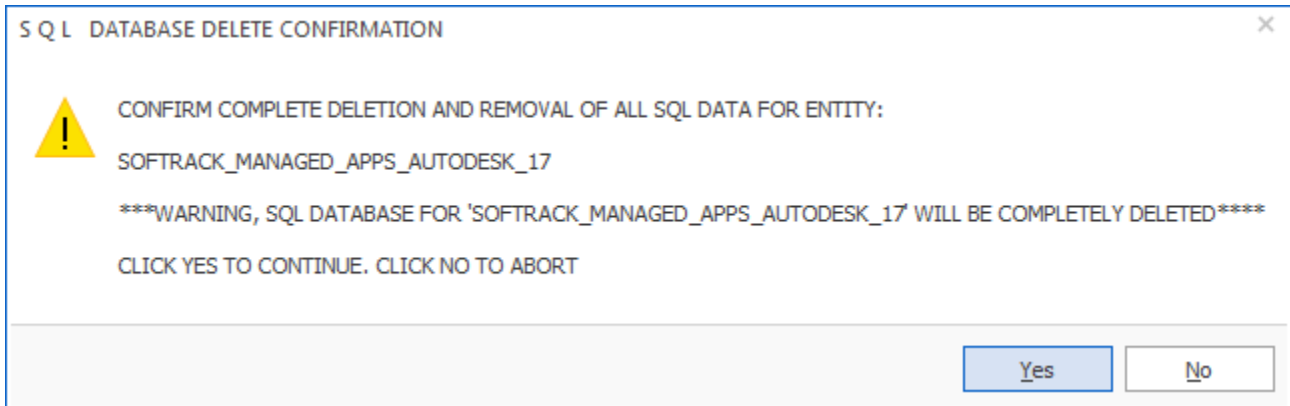 S Q L DATABASE DELETE CONFIRMATION
CONFIRM COMPLETE DELETION AND REMOVAL OF ALL SQL DATA FOR ENTITY:
SOFTRACK_MANAGED_APPS_AUTODESK_17
***WARNING, SQL DATABASE FOR 'SOFTRACK_MANAGED_APPS_AUTODESK_17' WILL BE COMPLETELY DELETED****
CLICK YES TO CONTINUE. CLICK NO TO ABORT
Yes No